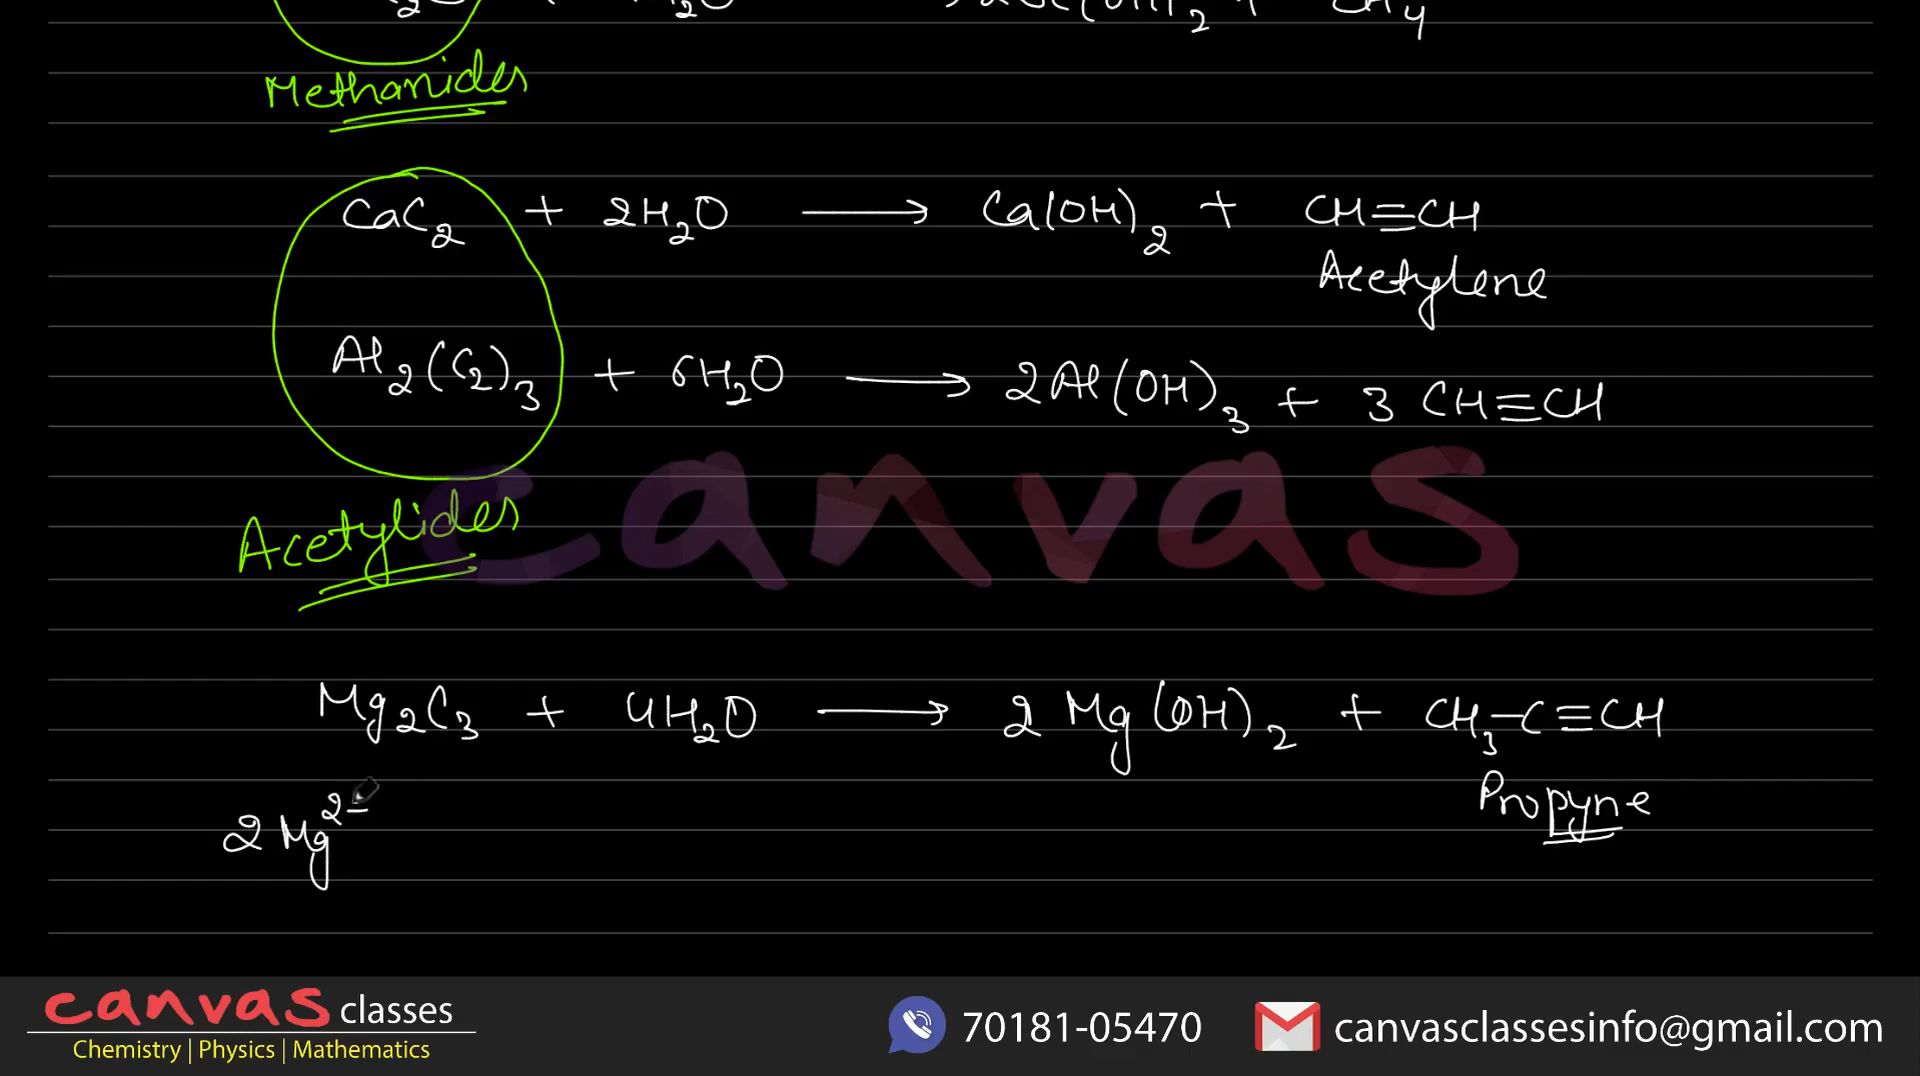 Methanides
CaC₂ + 2H₂O ⟶ Ca(OH)₂ + CH≡CH
Acetylene
Al₂(C₂)₃ + 6H₂O ⟶ 2Al(OH)₃ + 3 CH≡CH
canvas
Acetylides
Mg₂C₃ + 4H₂O ⟶ 2 Mg(OH)₂ + CH₃-C≡CH
Propyne
2 Mg²⁻
canvas classes
Chemistry | Physics | Mathematics
70181-05470
canvasclassesinfo@gmail.com